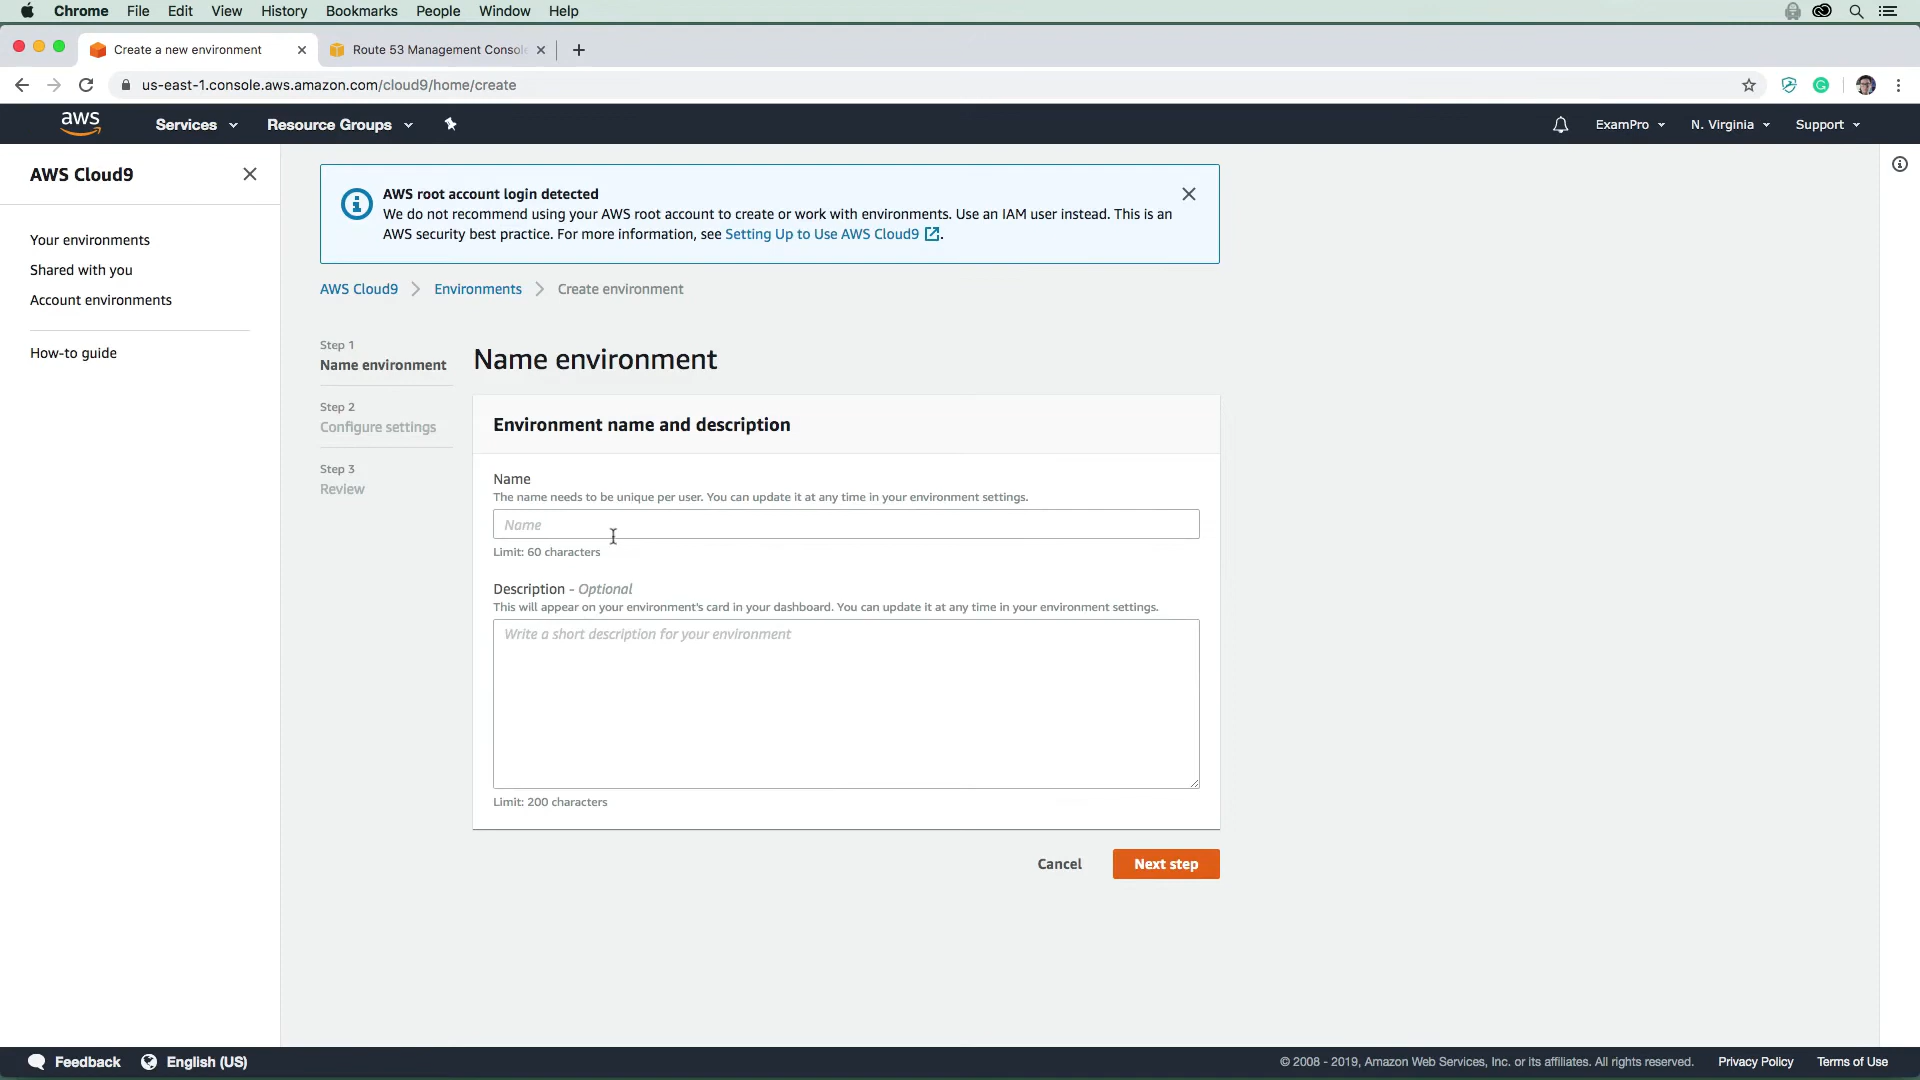 Chrome File Edit View History Bookmarks People Window Help
Create a new environment
Route 53 Management Consol
us-east-1.console.aws.amazon.com/cloud9/home/create
aws
Services
Resource Groups
ExamPro
N. Virginia
Support
AWS Cloud9
Your environments
Shared with you
Account environments
How-to guide
AWS root account login detected
We do not recommend using your AWS root account to create or work with environments. Use an IAM user instead. This is an
AWS security best practice. For more information, see Setting Up to Use AWS Cloud9 .
AWS Cloud9 > Environments > Create environment
Step 1
Name environment
Step 2
Configure settings
Step 3
Review
Name environment
Environment name and description
Name
The name needs to be unique per user. You can update it at any time in your environment settings.
Name
Limit: 60 characters
Description - Optional
This will appear on your environment's card in your dashboard. You can update it at any time in your environment settings.
Write a short description for your environment
Limit: 200 characters
Cancel
Next step
Feedback
English (US)
© 2008 - 2019, Amazon Web Services, Inc. or its affiliates. All rights reserved.
Privacy Policy
Terms of Use